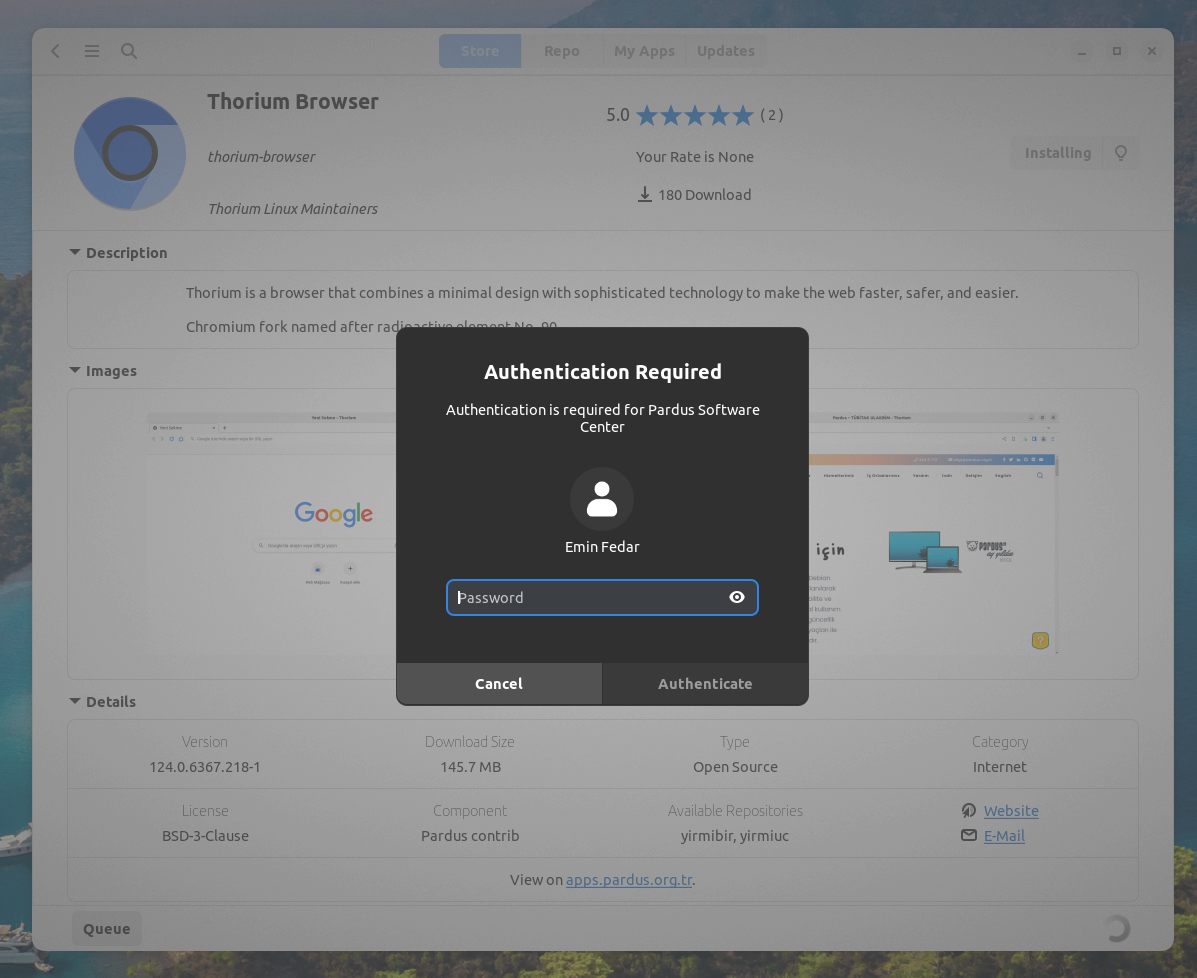 Store
Repo
My Apps
Updates
Thorium Browser
thorium-browser
Thorium Linux Maintainers
5.0
( 2 )
Your Rate is None
180 Download
Installing
Description
Thorium is a browser that combines a minimal design with sophisticated technology to make the web faster, safer, and easier.
Chromium fork named after radioactive element No. 90
Images
Google
Pardus
için
Authentication Required
Authentication is required for Pardus Software
Center
Emin Fedar
Password
Cancel
Authenticate
Details
Version
Download Size
Type
Category
124.0.6367.218-1
145.7 MB
Open Source
Internet
License
Component
Available Repositories
Website
BSD-3-Clause
Pardus contrib
yirmibir, yirmiuc
E-Mail
View on apps.pardus.org.tr.
Queue